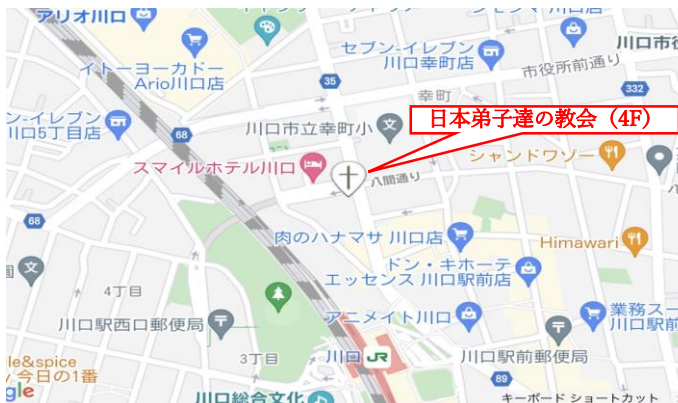 アリオ川口
セブン-イレブン
川口幸町店
イトーヨーカドー
Ario川口店
35
市役所前通り
川口市
332
幸町
ン-イレブン
川口5丁目店
68
川口市立幸町小
文
日本弟子達の教会（4F）
スマイルホテル川口
シャンドワゾー
八間通り
68
肉のハナマサ 川口店
Himawari
ドン・キホーテ
エッセンス 川口駅前店
文
4丁目
アニメイト川口
業務スー
川口駅前
川口駅西口郵便局
le&spice
今日の1番
3丁目
川口
JR
川口駅前郵便局
89
gle
川口総合文化
キーボード ショートカット